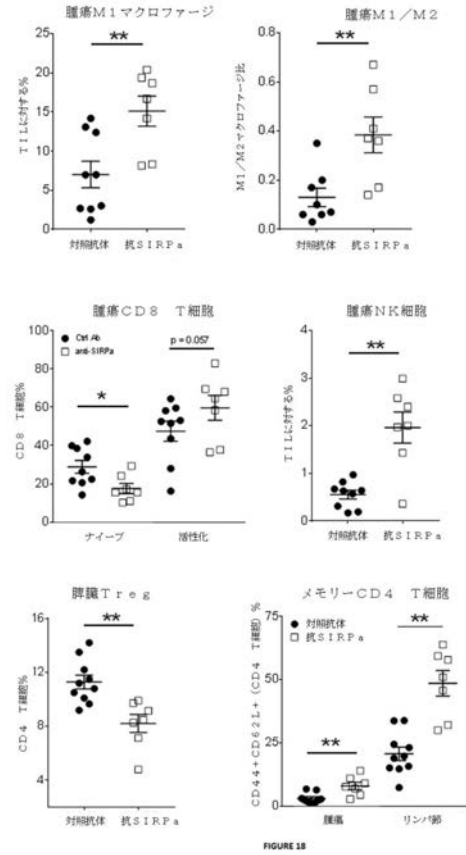 腫瘍M1マクロファージ
**
TILに対する%
25
20
15
10
5
0
対照抗体
抗SIRPa
腫瘍M1/M2
**
M1/M2マクロファージ比
0.8
0.6
0.4
0.2
0.0
対照抗体
抗SIRPa
腫瘍CD8 T細胞
Ctrl Ab
anti-SIRPa
p = 0.057
*
CD8 T細胞%
100
80
60
40
20
0
ナイーブ
活性化
腫瘍NK細胞
**
TILに対する%
4
3
2
1
0
対照抗体
抗SIRPa
脾臓Treg
**
CD4 T細胞%
16
12
8
4
対照抗体
抗SIRPa
メモリーCD4 T細胞
対照抗体
抗SIRPa
**
**
CD44+CD62L+(CD4 T細胞)%
75
50
25
0
腫瘍
リンパ節
FIGURE 18